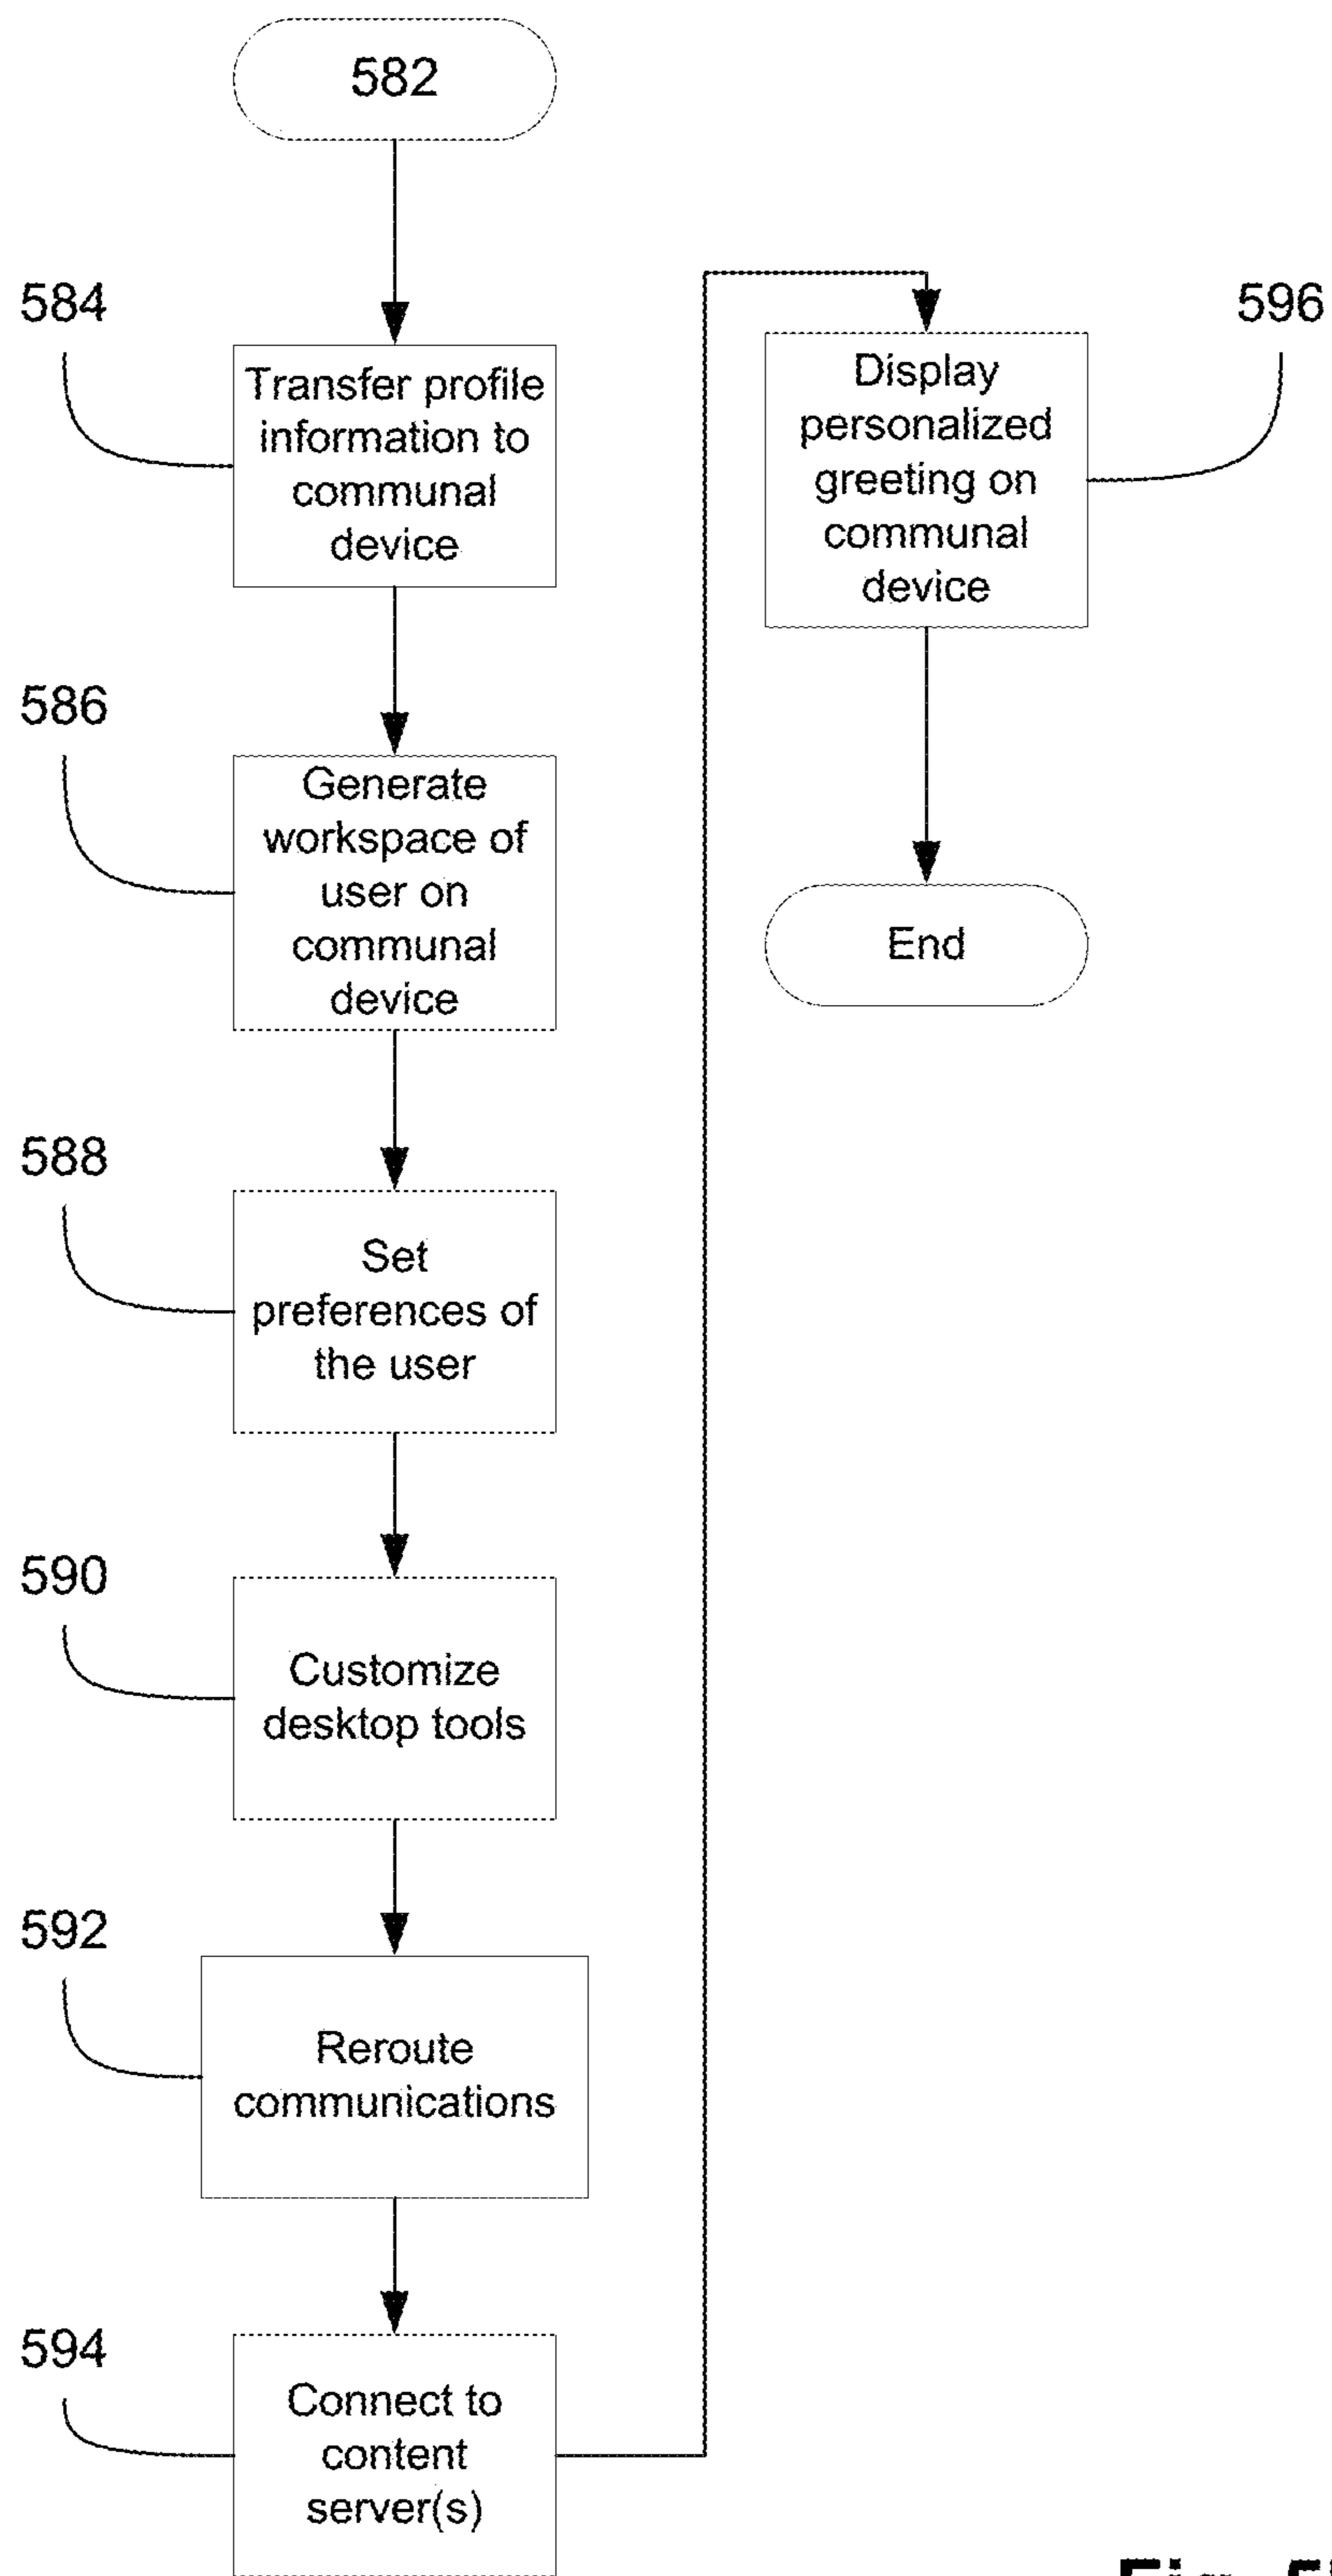 582
584
Transfer profile
information to
communal
device
586
Generate
workspace of
user on
communal
device
588
Set
preferences of
the user
590
Customize
desktop tools
592
Reroute
communications
594
Connect to
content
server(s)
596
Display
personalized
greeting on
communal
device
End